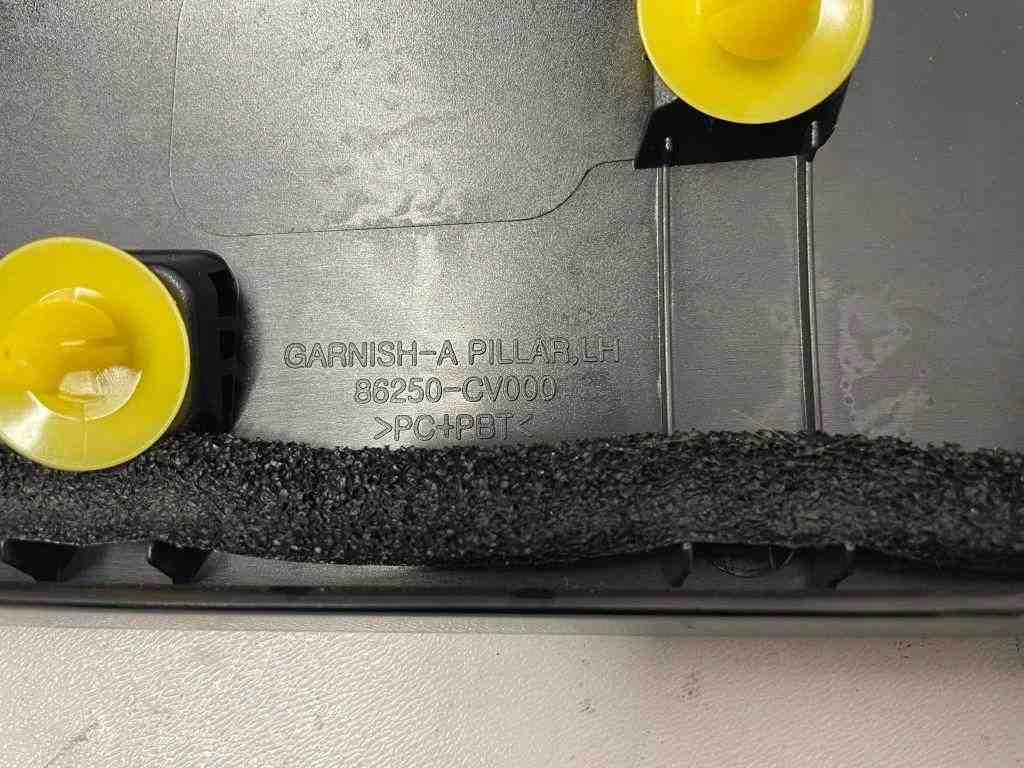 GARNISH-A PILLAR,LH
86250-CV000
>PC+PBT<